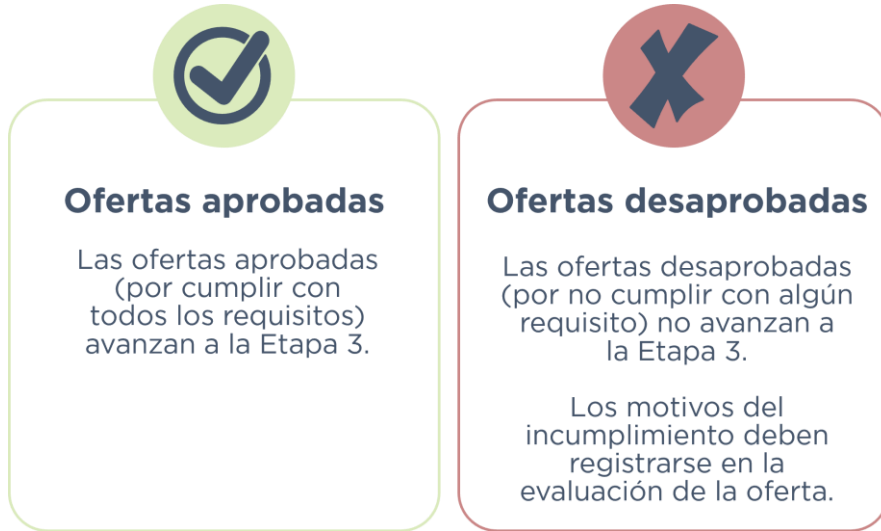 Ofertas aprobadas
Las ofertas aprobadas
(por cumplir con
todos los requisitos)
avanzan a la Etapa 3.
Ofertas desaprobadas
Las ofertas desaprobadas
(por no cumplir con algún
requisito) no avanzan a
la Etapa 3.
Los motivos del
incumplimiento deben
registrarse en la
evaluación de la oferta.